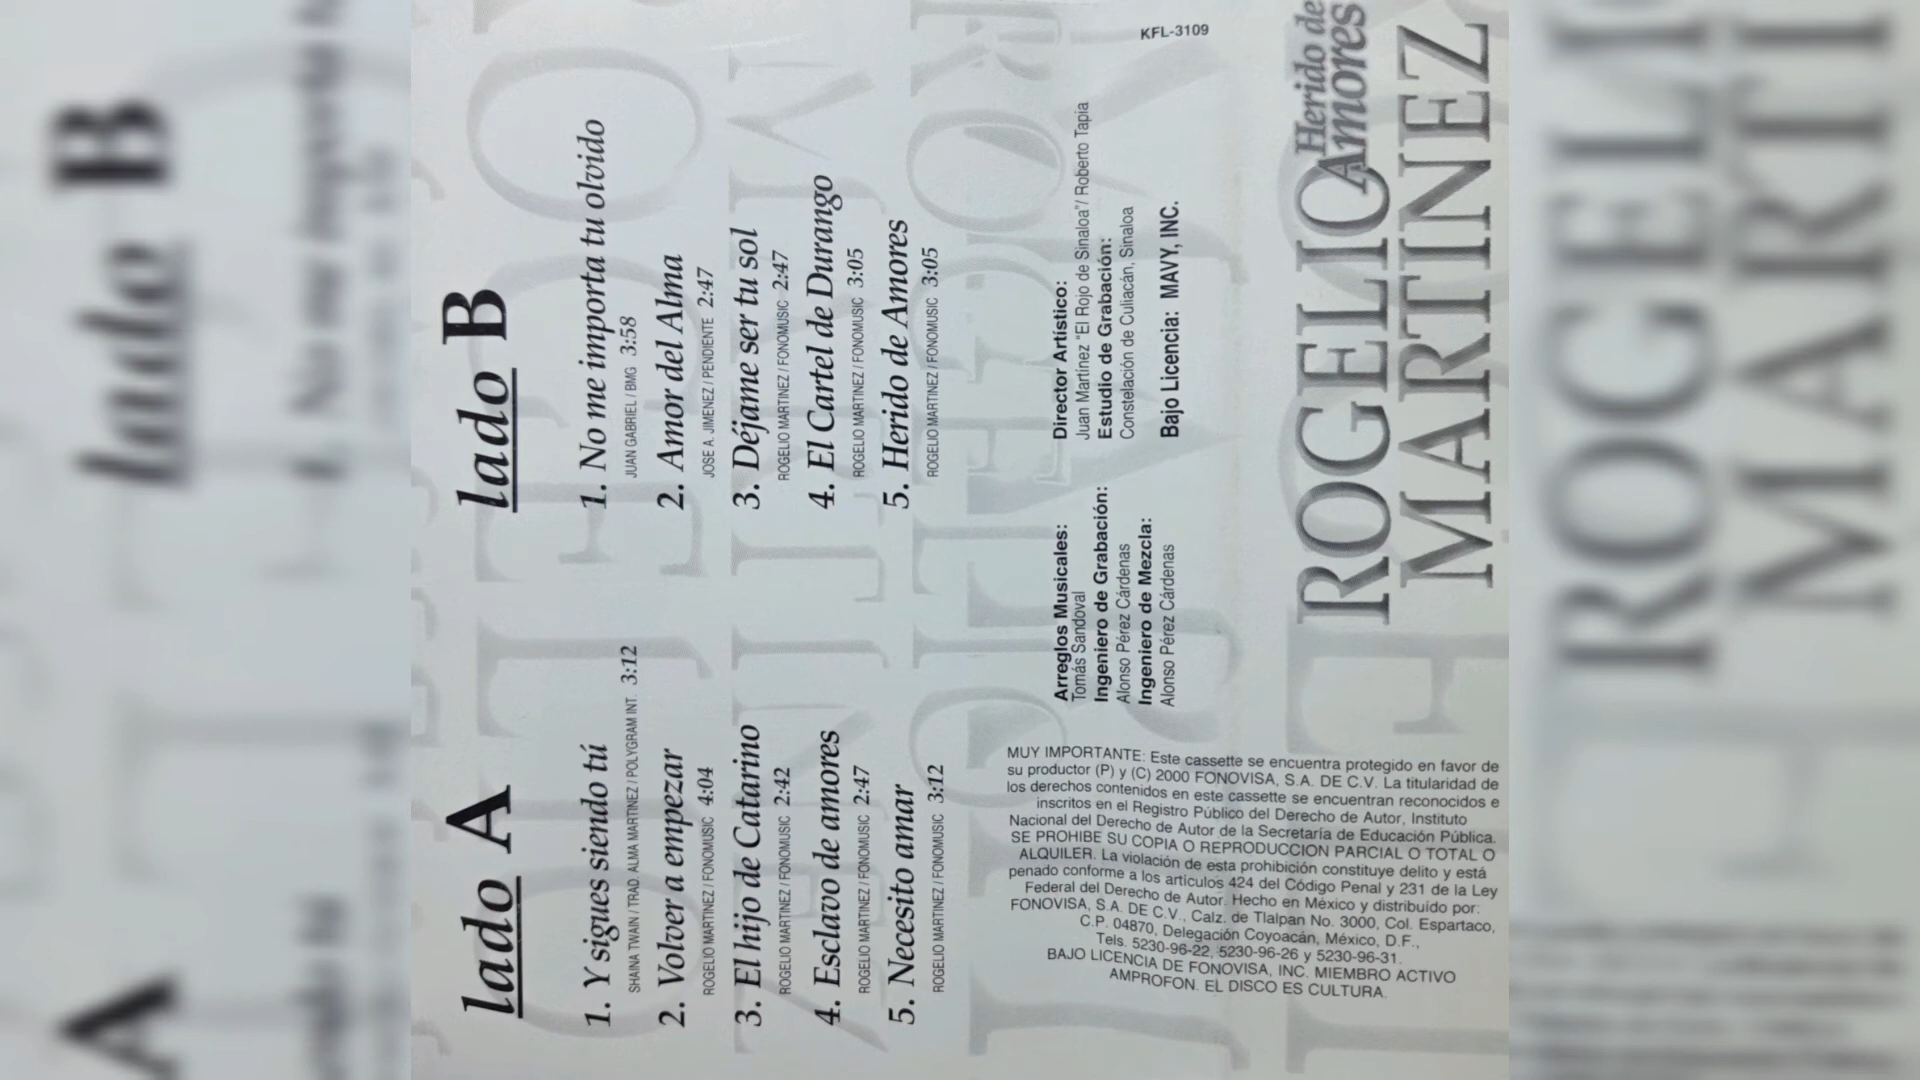 lado A
1. Y sigues siendo tú
SHAINA TWAIN / TRAD. ALMA MARTINEZ / POLYGRAM INT. 3:12
2. Volver a empezar
ROGELIO MARTINEZ / FONOMUSIC 4:04
3. El hijo de Catarino
ROGELIO MARTINEZ / FONOMUSIC 2:42
4. Esclavo de amores
ROGELIO MARTINEZ / FONOMUSIC 2:47
5. Necesito amar
ROGELIO MARTINEZ / FONOMUSIC 3:12
lado B
1. No me importa tu olvido
JUAN GABRIEL / BMG 3:58
2. Amor del Alma
JOSE A. JIMENEZ / PENDIENTE 2:47
3. Déjame ser tu sol
ROGELIO MARTINEZ / FONOMUSIC 2:47
4. El Cartel de Durango
ROGELIO MARTINEZ / FONOMUSIC 3:05
5. Herido de Amores
ROGELIO MARTINEZ / FONOMUSIC 3:05
MUY IMPORTANTE: Este cassette se encuentra protegido en favor de
su productor (P) y (C) 2000 FONOVISA, S.A. DE C.V. La titularidad de
los derechos contenidos en este cassette se encuentran reconocidos e
inscritos en el Registro Público del Derecho de Autor, Instituto
Nacional del Derecho de Autor de la Secretaría de Educación Pública.
SE PROHIBE SU COPIA O REPRODUCCION PARCIAL O TOTAL O
ALQUILER. La violación de esta prohibición constituye delito y está
penado conforme a los artículos 424 del Código Penal y 231 de la Ley
Federal del Derecho de Autor. Hecho en México y distribuido por:
FONOVISA, S.A. DE C.V., Calz. de Tlalpan No. 3000, Col. Espartaco,
C.P. 04870, Delegación Coyoacán, México, D.F.,
Tels. 5230-96-22, 5230-96-26 y 5230-96-31.
BAJO LICENCIA DE FONOVISA, INC. MIEMBRO ACTIVO
AMPROFON. EL DISCO ES CULTURA.
Arreglos Musicales:
Tomás Sandoval
Ingeniero de Grabación:
Alonso Pérez Cárdenas
Ingeniero de Mezcla:
Alonso Pérez Cárdenas
Director Artístico:
Juan Martínez "El Rojo de Sinaloa"/ Roberto Tapia
Estudio de Grabación:
Constelación de Culiacán, Sinaloa
Bajo Licencia: MAVY, INC.
KFL-3109
ROGELIO
MARTINEZ
Herido de
Amores